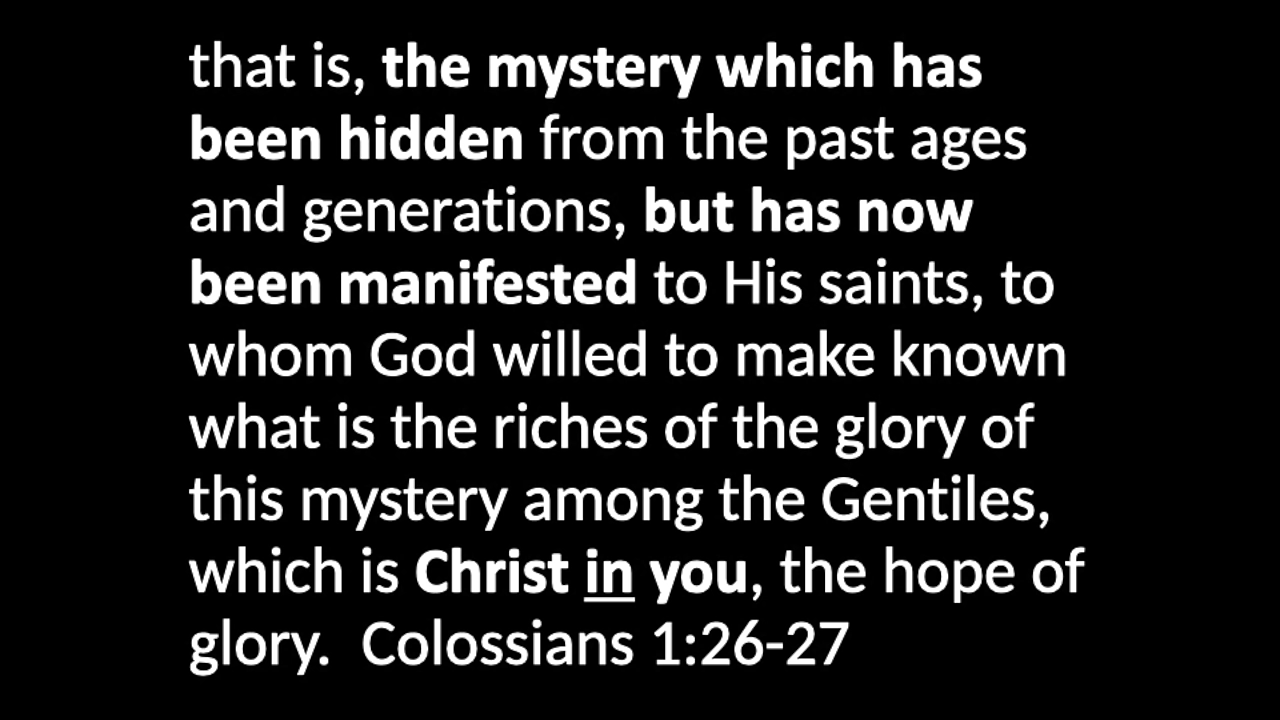 that is, the mystery which has
been hidden from the past ages
and generations, but has now
been manifested to His saints, to
whom God willed to make known
what is the riches of the glory of
this mystery among the Gentiles,
which is Christ in you, the hope of
glory.  Colossians 1:26-27